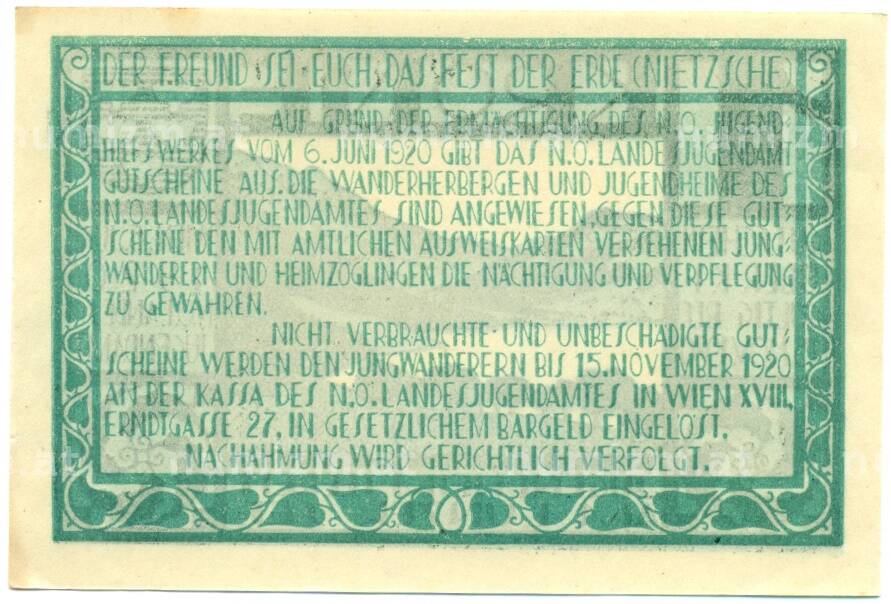 DER FREUND SEI EUCH DAS FEST DER ERDE (NIETZSCHE)
AUF GRUND DER ERMÄCHTIGUNG DES N.Ö. JUGEND-
HILFSWERKES VOM 6. JUNI 1920 GIBT DAS N.Ö. LANDESJUGENDAMT
GUTSCHEINE AUS. DIE WANDERHERBERGEN UND JUGENDHEIME DES
N.Ö. LANDESJUGENDAMTES SIND ANGEWIESEN, GEGEN DIESE GUT-
SCHEINE DEN MIT AMTLICHEN AUSWEISKARTEN VERSEHENEN JUNG-
WANDERERN UND HEIMZÖGLINGEN DIE NÄCHTIGUNG UND VERPFLEGUNG
ZU GEWÄHREN.
NICHT VERBRAUCHTE UND UNBESCHÄDIGTE GUT-
SCHEINE WERDEN DEN JUNGWANDERERN BIS 15. NOVEMBER 1920
AN DER KASSA DES N.Ö. LANDESJUGENDAMTES IN WIEN XVIII,
ERNDTGASSE 27, IN GESETZLICHEM BARGELD EINGELÖST.
NACHAHMUNG WIRD GERICHTLICH VERFOLGT.